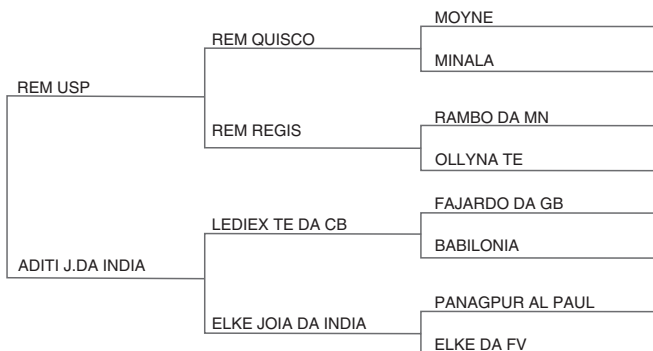 MOYNE
REM QUISCO
MINALA
REM USP
RAMBO DA MN
REM REGIS
OLLYNA TE
FAJARDO DA GB
LEDIEX TE DA CB
BABILONIA
ADITI J.DA INDIA
PANAGPUR AL PAUL
ELKE JOIA DA INDIA
ELKE DA FV